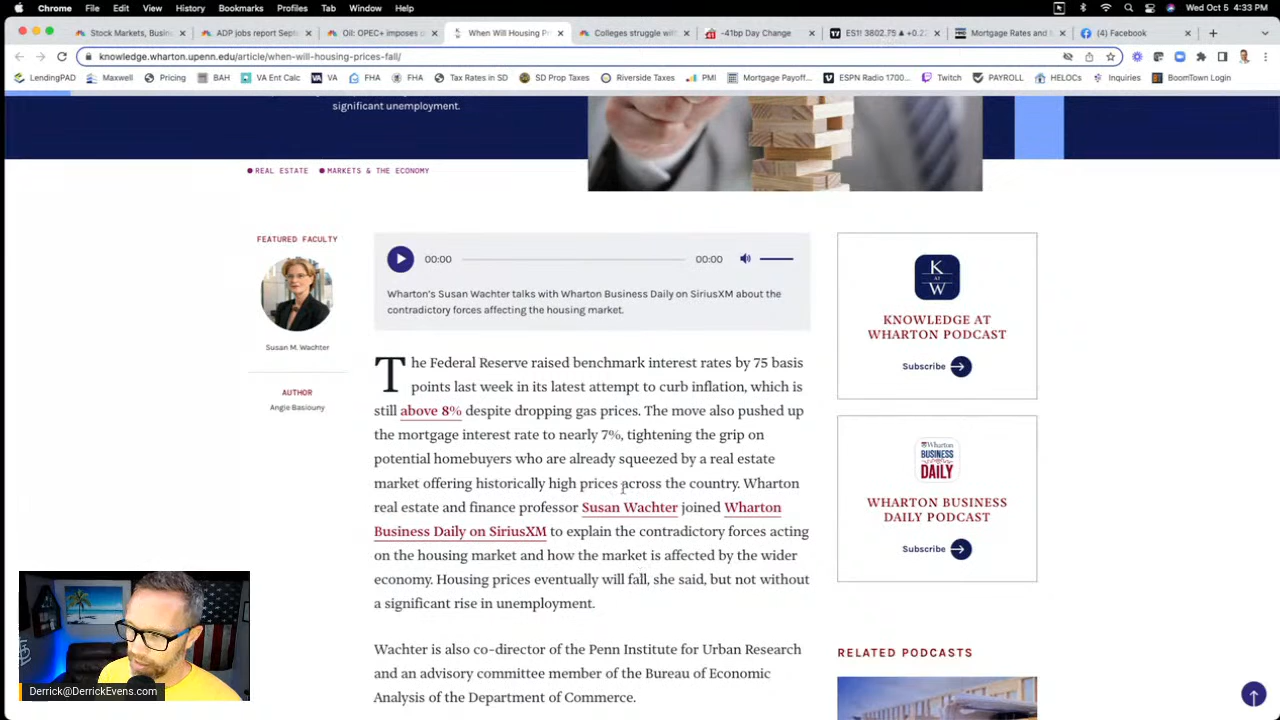 Chrome File Edit View History Bookmarks Profiles Tab Window Help
Wed Oct 5 4:33 PM
Stock Markets, Busin
ADP jobs report Sept
Oil: OPEC+ imposes
When Will Housing P
Colleges struggle wit
-41bp Day Change
ES1! 3802.75 ▲ +0.2
Mortgage Rates and
(4) Facebook
knowledge.wharton.upenn.edu/article/when-will-housing-prices-fall/
LendingPAD Maxwell Pricing BAH VA Ent Calc VA FHA FHA Tax Rates in SD SD Prop Taxes Riverside Taxes PMI Mortgage Payoff... ESPN Radio 1700... Twitch PAYROLL HELOCs Inquiries BoomTown Login
significant unemployment.
REAL ESTATE MARKETS & THE ECONOMY
FEATURED FACULTY
Susan M. Wachter
AUTHOR
Angie Basiouny
00:00 00:00
Wharton's Susan Wachter talks with Wharton Business Daily on SiriusXM about the
contradictory forces affecting the housing market.
The Federal Reserve raised benchmark interest rates by 75 basis
points last week in its latest attempt to curb inflation, which is
still above 8% despite dropping gas prices. The move also pushed up
the mortgage interest rate to nearly 7%, tightening the grip on
potential homebuyers who are already squeezed by a real estate
market offering historically high prices across the country. Wharton
real estate and finance professor Susan Wachter joined Wharton
Business Daily on SiriusXM to explain the contradictory forces acting
on the housing market and how the market is affected by the wider
economy. Housing prices eventually will fall, she said, but not without
a significant rise in unemployment.
Wachter is also co-director of the Penn Institute for Urban Research
and an advisory committee member of the Bureau of Economic
Analysis of the Department of Commerce.
K AT W
KNOWLEDGE AT
WHARTON PODCAST
Subscribe
Wharton
BUSINESS
DAILY
WHARTON BUSINESS
DAILY PODCAST
Subscribe
RELATED PODCASTS
Derrick@DerrickEvens.com